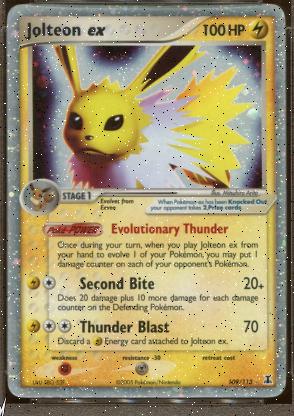 Jolteon ex 100 HP
STAGE 1
Evolves from Eevee
When Pokémon-ex has been Knocked Out your opponent takes 2 Prize cards.
Poké-POWER Evolutionary Thunder
Once during your turn, when you play Jolteon ex from
your hand to evolve 1 of your Pokémon, you may put 1
damage counter on each of your opponent's Pokémon.
Second Bite 20+
Does 20 damage plus 10 more damage for each damage
counter on the Defending Pokémon.
Thunder Blast 70
Discard a Energy card attached to Jolteon ex.
weakness resistance -30 retreat cost
©2005 Pokémon/Nintendo 109/113